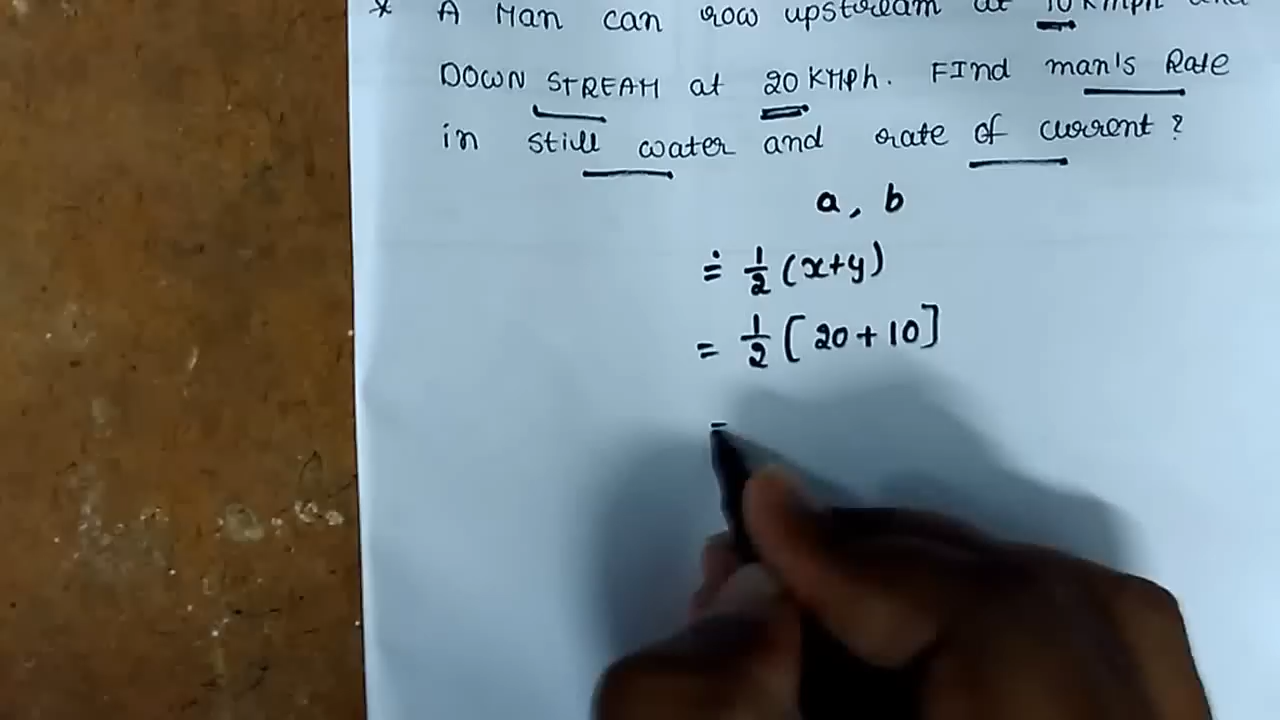 * A Man can row upstream at 10 Kmph and
DOWN STREAM at 20 KMPh. FInd man's Rate
in still water and rate of current?
a, b
= 1/2 (x+y)
= 1/2 [20+10]
=